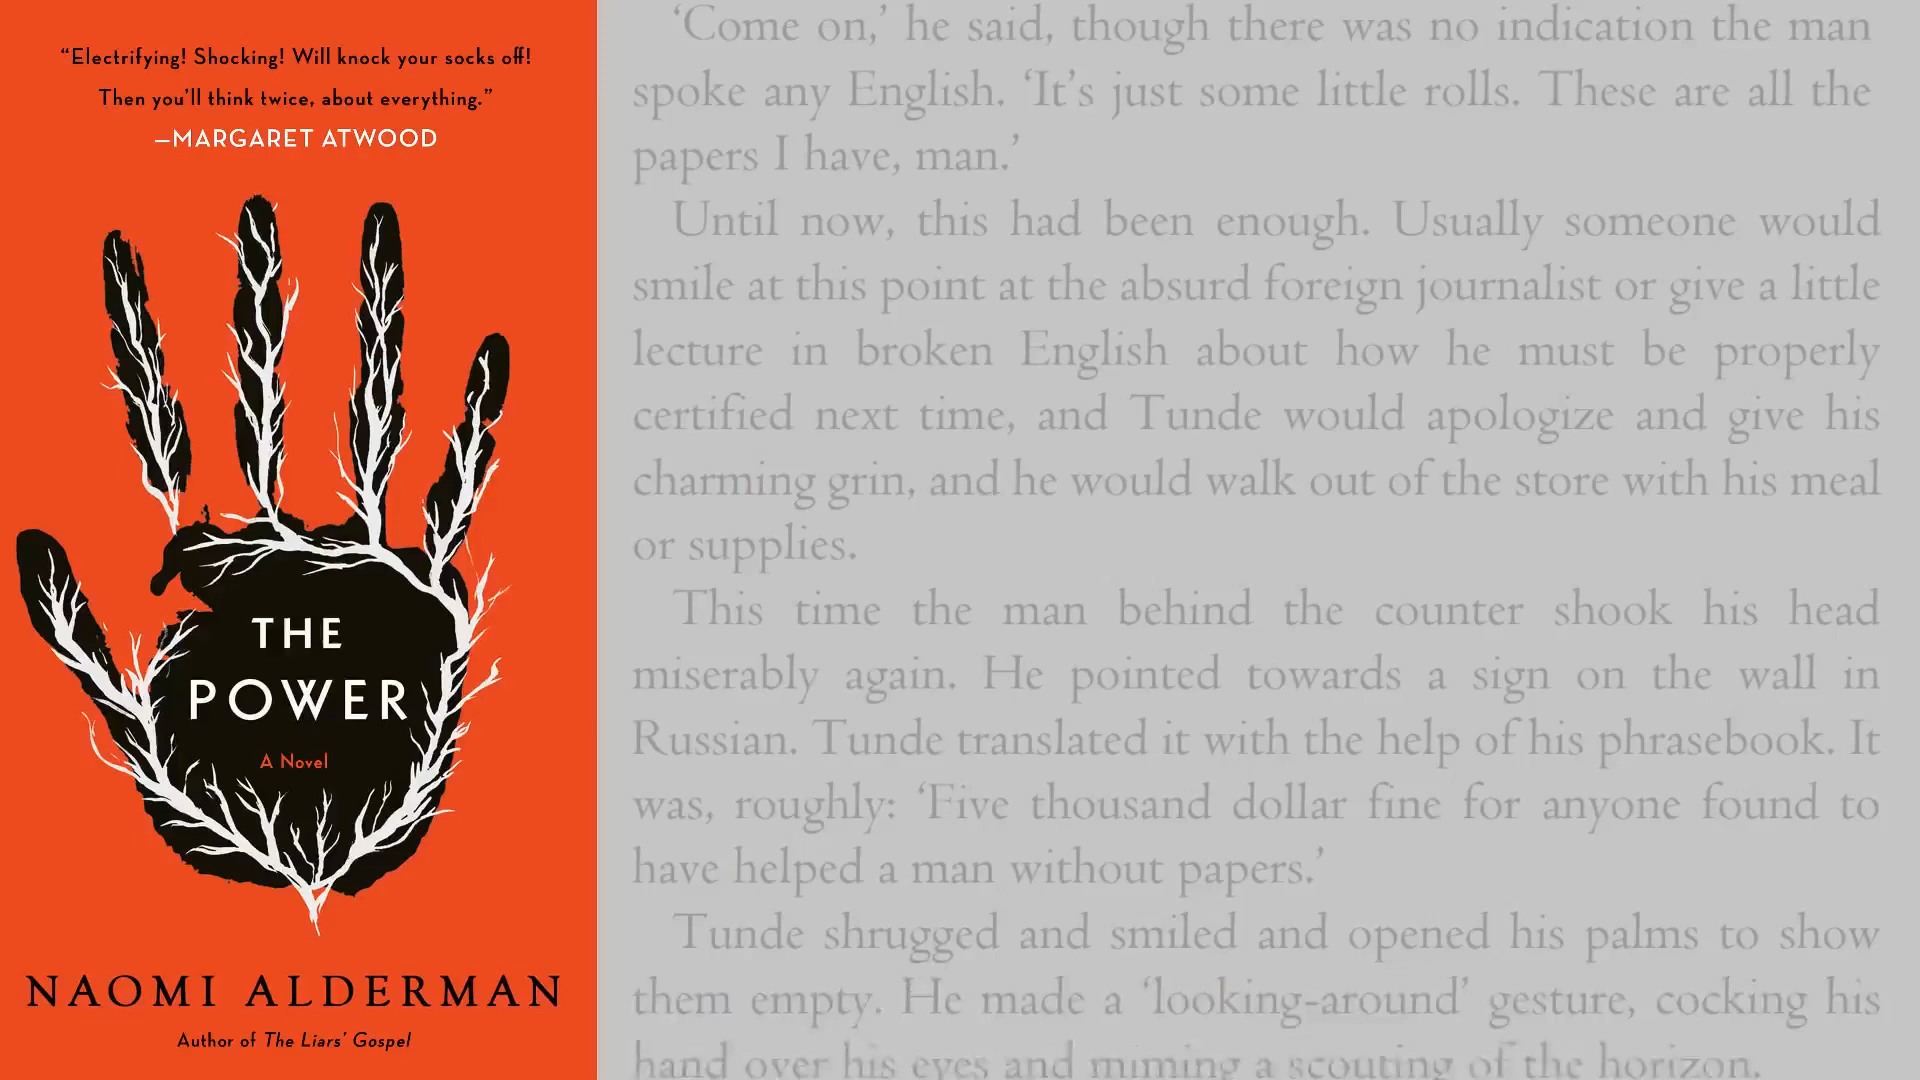 “Electrifying! Shocking! Will knock your socks off!
Then you’ll think twice, about everything.”
—MARGARET ATWOOD
THE
POWER
A Novel
NAOMI ALDERMAN
Author of The Liars’ Gospel
‘Come on,’ he said, though there was no indication the man
spoke any English. ‘It’s just some little rolls. These are all the
papers I have, man.’
Until now, this had been enough. Usually someone would
smile at this point at the absurd foreign journalist or give a little
lecture in broken English about how he must be properly
certified next time, and Tunde would apologize and give his
charming grin, and he would walk out of the store with his meal
or supplies.
This time the man behind the counter shook his head
miserably again. He pointed towards a sign on the wall in
Russian. Tunde translated it with the help of his phrasebook. It
was, roughly: ‘Five thousand dollar fine for anyone found to
have helped a man without papers.’
Tunde shrugged and smiled and opened his palms to show
them empty. He made a ‘looking-around’ gesture, cocking his
hand over his eyes and miming a scouting of the horizon.